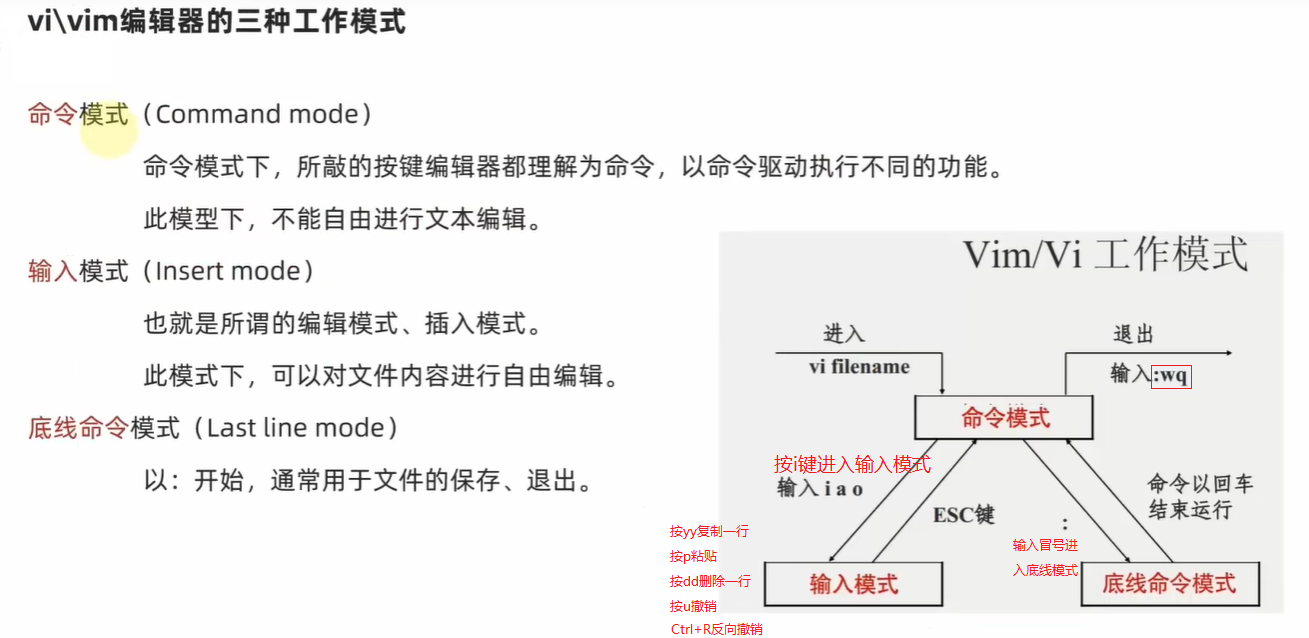 vi\vim编辑器的三种工作模式
命令模式（Command mode）
命令模式下，所敲的按键编辑器都理解为命令，以命令驱动执行不同的功能。
此模型下，不能自由进行文本编辑。
输入模式（Insert mode）
也就是所谓的编辑模式、插入模式。
此模式下，可以对文件内容进行自由编辑。
底线命令模式（Last line mode）
以：开始，通常用于文件的保存、退出。
Vim/Vi 工作模式
进入
vi filename
退出
输入:wq
命令模式
按i键进入输入模式
输入 i a o
ESC键
:
输入冒号进
入底线模式
命令以回车
结束运行
按yy复制一行
按p粘贴
按dd删除一行
按u撤销
Ctrl+R反向撤销
输入模式
底线命令模式